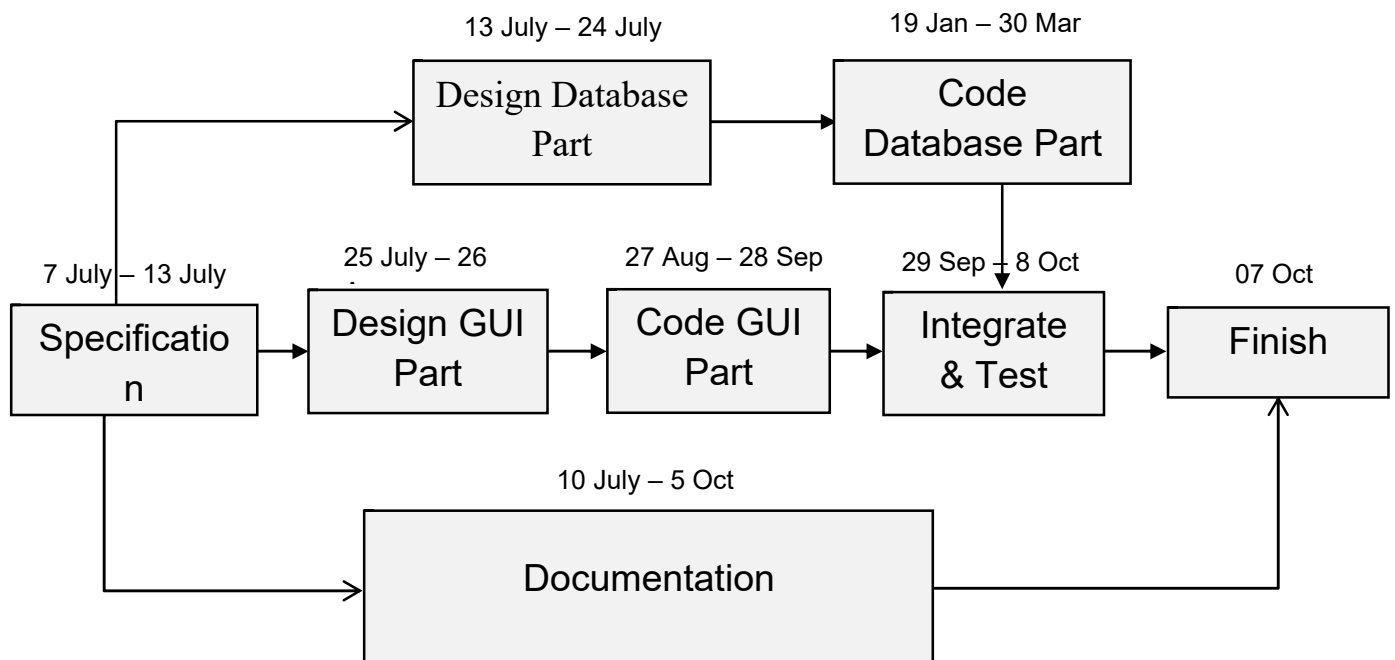 13 July – 24 July
19 Jan – 30 Mar
Design Database
Part
Code
Database Part
7 July – 13 July
25 July – 26
27 Aug – 28 Sep
29 Sep – 8 Oct
07 Oct
Specificatio
n
Design GUI
Part
Code GUI
Part
Integrate
& Test
Finish
10 July – 5 Oct
Documentation